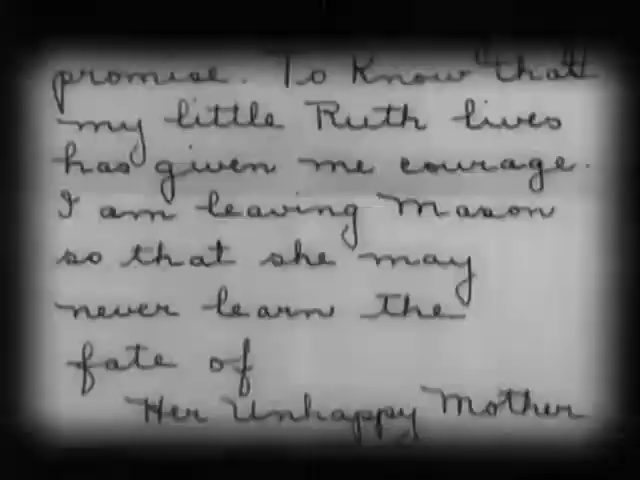 promise. To Know that
my little Ruth lives
has given me courage.
I am leaving Mason
so that she may
never learn the
fate of
Her Unhappy Mother